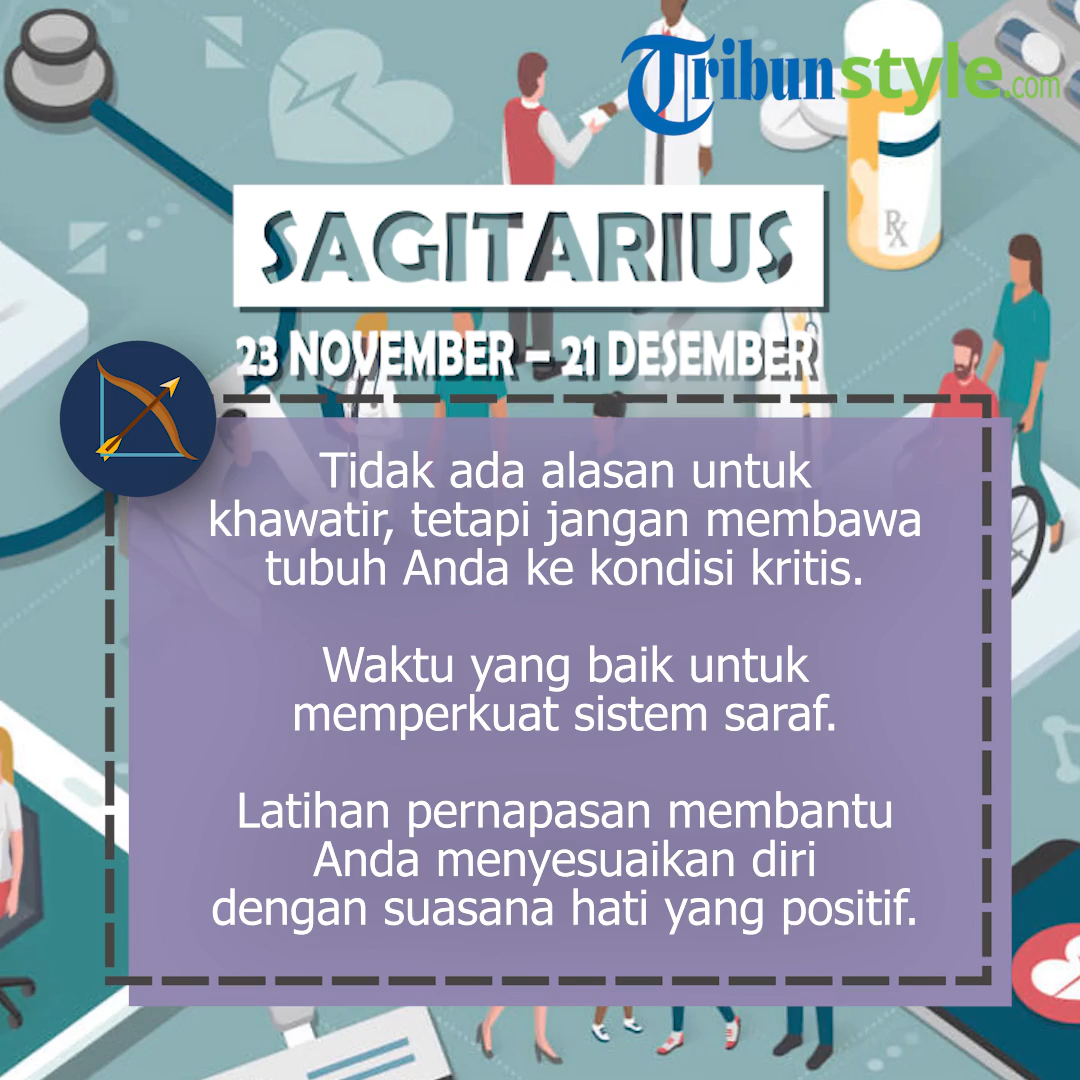 Tribunstyle.com
RX
SAGITARIUS
23 NOVEMBER – 21 DESEMBER
Tidak ada alasan untuk
khawatir, tetapi jangan membawa
tubuh Anda ke kondisi kritis.
Waktu yang baik untuk
memperkuat sistem saraf.
Latihan pernapasan membantu
Anda menyesuaikan diri
dengan suasana hati yang positif.